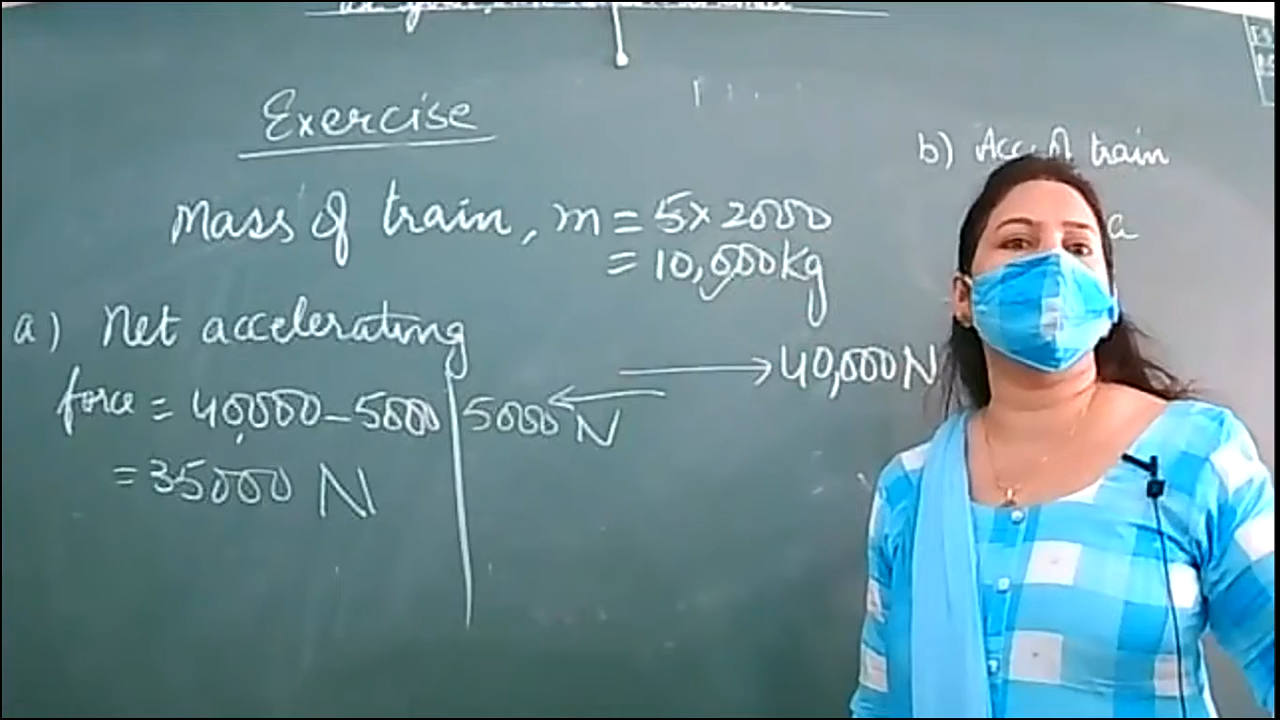 Exercise
Mass of train, m = 5 x 2000
= 10,000 kg
a) Net accelerating
force = 40,000 - 5000
= 35000 N
5000 N
40,000 N
b) Acc. of train
a